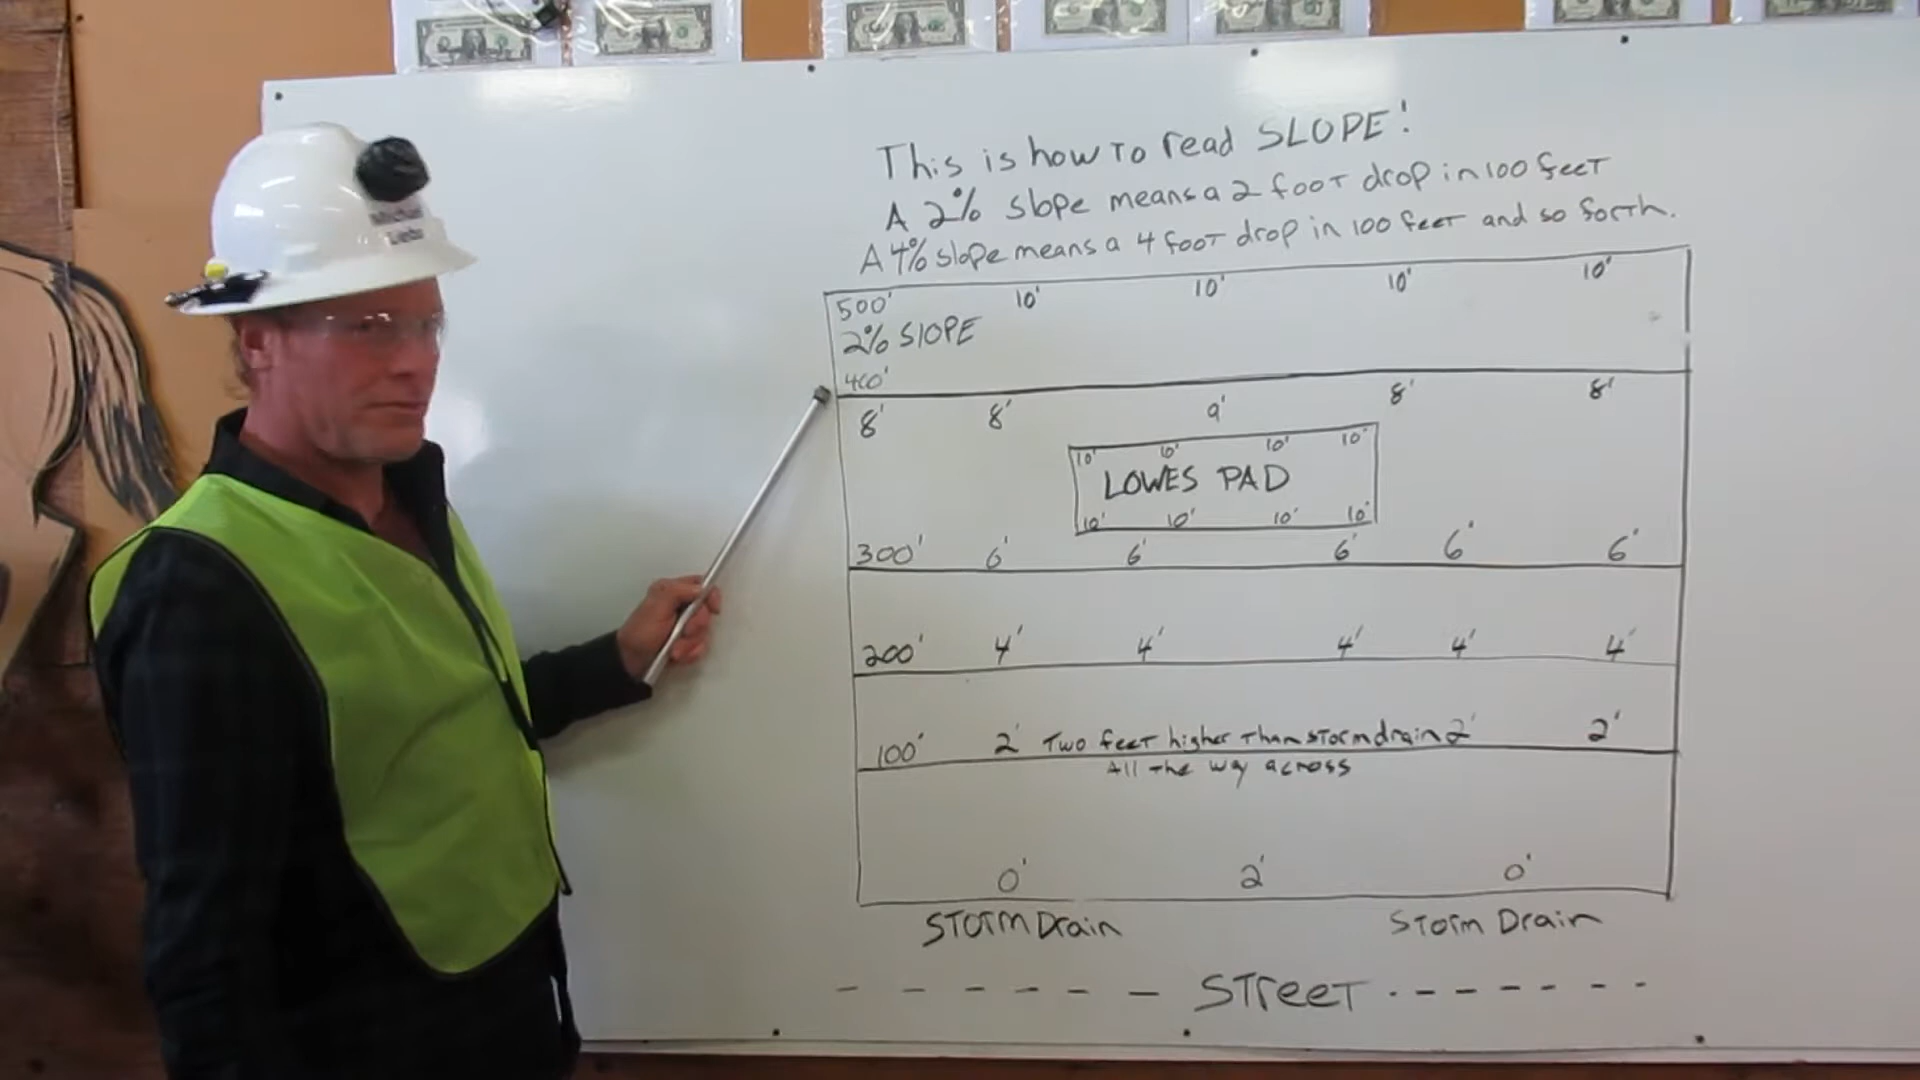 This is how to read SLOPE!
A 2% slope means a 2 foot drop in 100 feet
A 4% slope means a 4 foot drop in 100 feet and so forth.
500' 10' 10' 10' 10'
2% SLOPE
400'
8' 8' 9' 8' 8'
10' 10' 10' 10'
LOWES PAD
10' 10' 10' 10'
300' 6' 6' 6' 6' 6'
200' 4' 4' 4' 4' 4'
100' 2' Two feet higher than storm drain 2' 2'
All the way across
0' 2' 0'
STORM Drain Storm Drain
STreeT